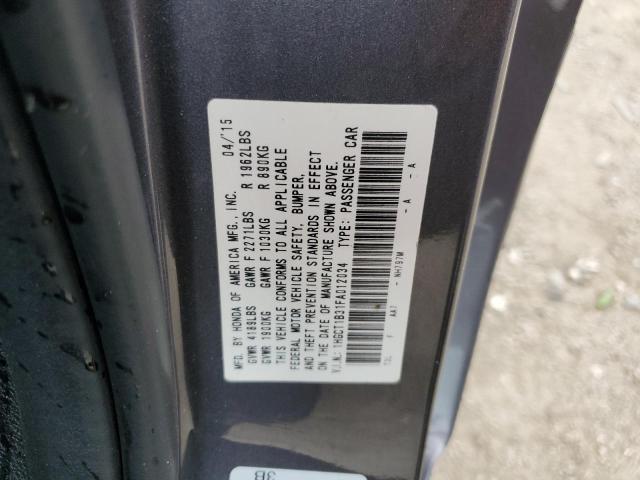 MFD. BY HONDA OF AMERICA MFG., INC. 04/'15
GVWR 4189LBS GAWR F 2271LBS R 1962LBS
GVWR 1900KG GAWR F 1030KG R 890KG
THIS VEHICLE CONFORMS TO ALL APPLICABLE
FEDERAL MOTOR VEHICLE SAFETY, BUMPER,
AND THEFT PREVENTION STANDARDS IN EFFECT
ON THE DATE OF MANUFACTURE SHOWN ABOVE.
V.I.N.: 1HGCT1B31FA012034 TYPE: PASSENGER CAR
T3L F AA7 - NH797M - A - A
3B